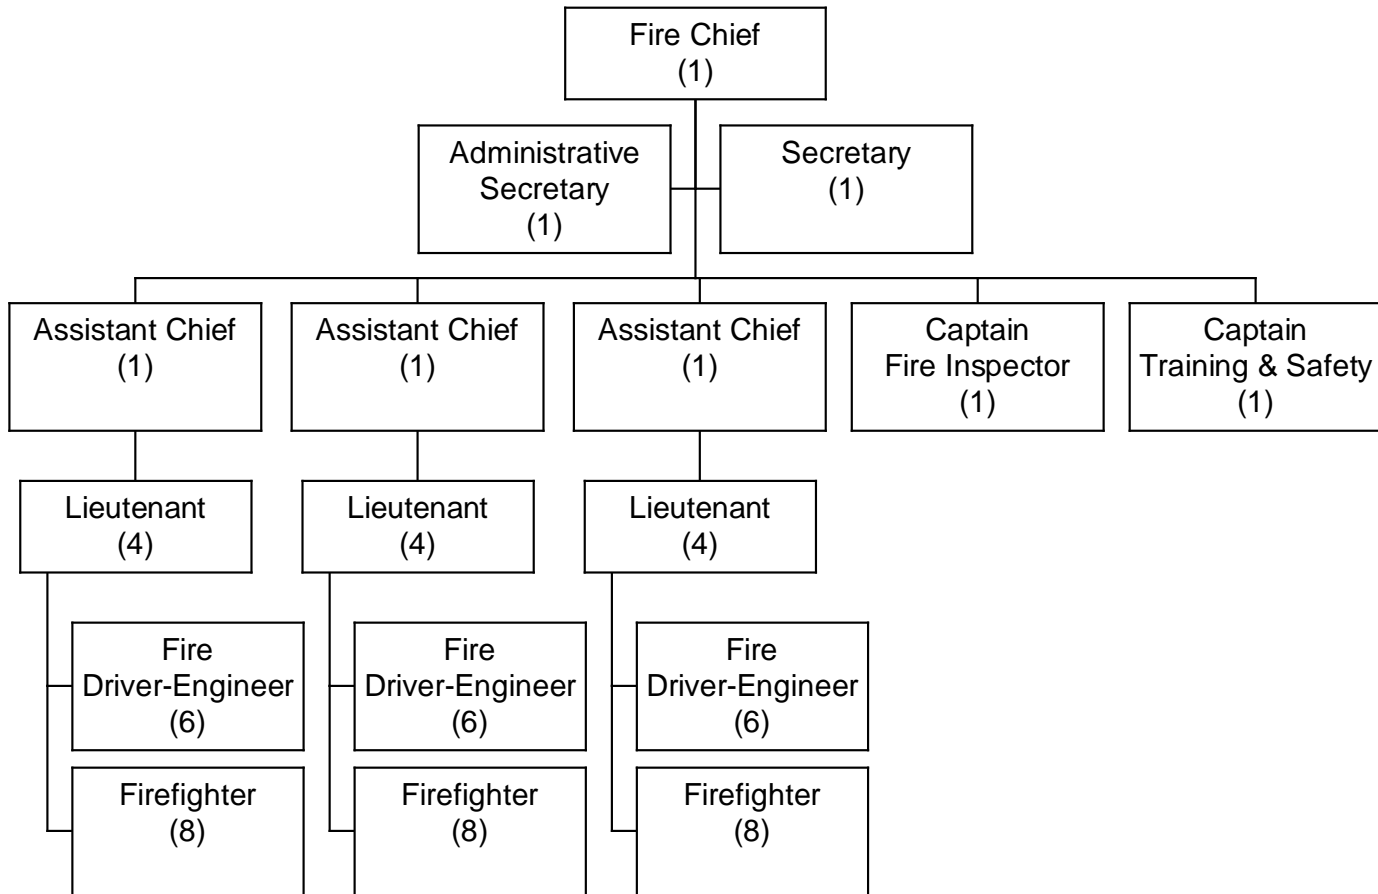 Fire Chief
(1)
Administrative
Secretary
(1)
Secretary
(1)
Assistant Chief
(1)
Assistant Chief
(1)
Assistant Chief
(1)
Captain
Fire Inspector
(1)
Captain
Training & Safety
(1)
Lieutenant
(4)
Lieutenant
(4)
Lieutenant
(4)
Fire
Driver-Engineer
(6)
Fire
Driver-Engineer
(6)
Fire
Driver-Engineer
(6)
Firefighter
(8)
Firefighter
(8)
Firefighter
(8)